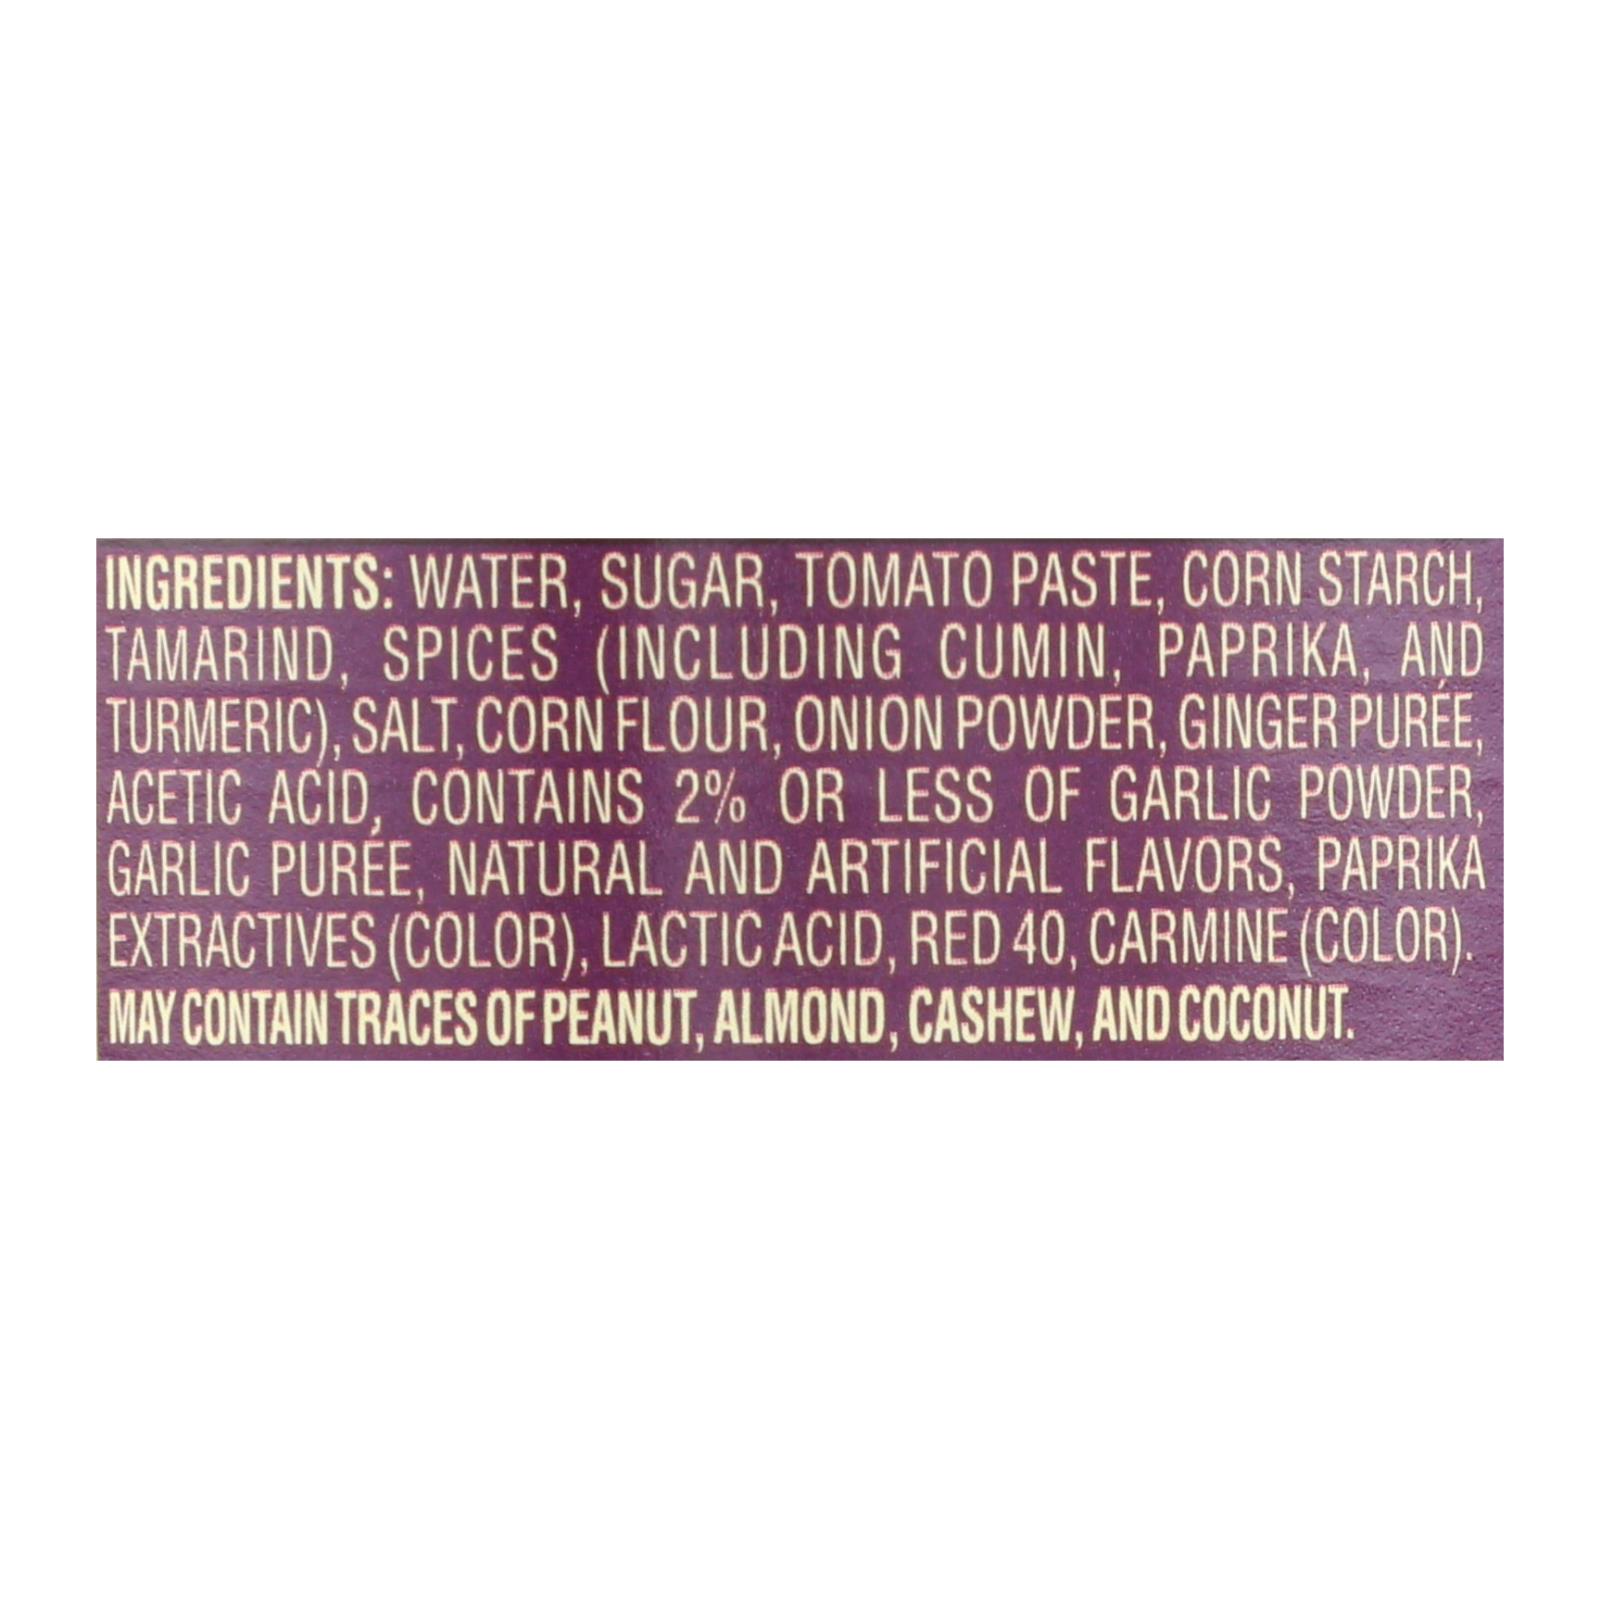 INGREDIENTS: WATER, SUGAR, TOMATO PASTE, CORN STARCH,
TAMARIND, SPICES (INCLUDING CUMIN, PAPRIKA, AND
TURMERIC), SALT, CORN FLOUR, ONION POWDER, GINGER PURÉE,
ACETIC ACID, CONTAINS 2% OR LESS OF GARLIC POWDER,
GARLIC PURÉE, NATURAL AND ARTIFICIAL FLAVORS, PAPRIKA
EXTRACTIVES (COLOR), LACTIC ACID, RED 40, CARMINE (COLOR).
MAY CONTAIN TRACES OF PEANUT, ALMOND, CASHEW, AND COCONUT.